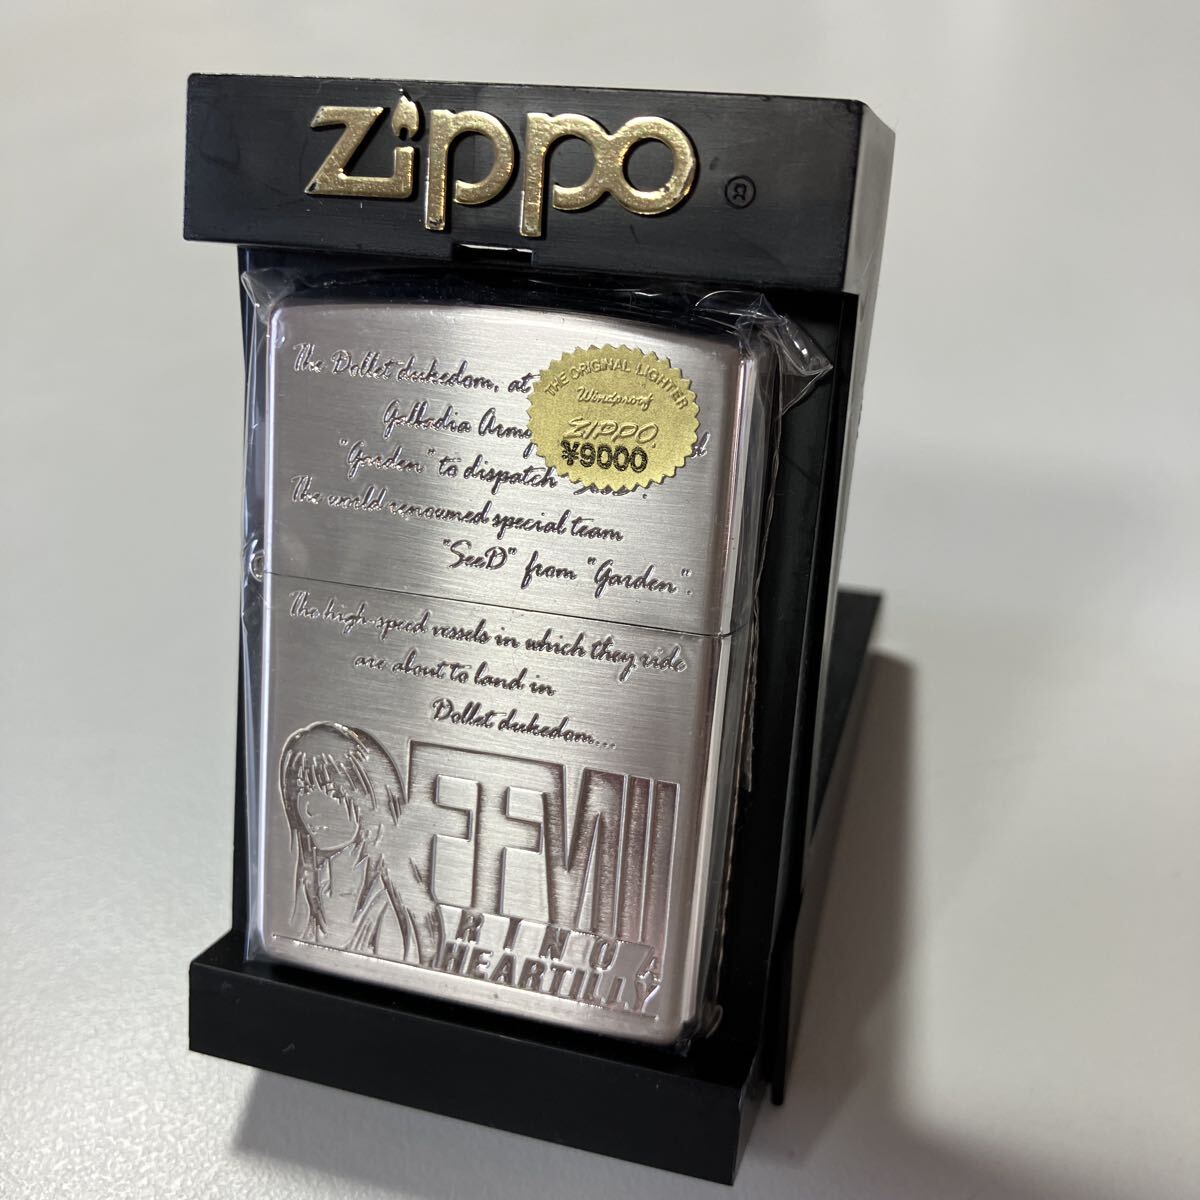 Zippo
®
The Dollet dukedom, at
Galbadia Army
"Garden" to dispatch
The world renoumed special team
"SeeD" from "Garden".
THE ORIGINAL LIGHTER
Windproof
ZIPPO.
¥9000
The high-speed vessels in which they ride
are about to land in
Dollet dukedom...
FFVIII
RINOA
HEARTILLY